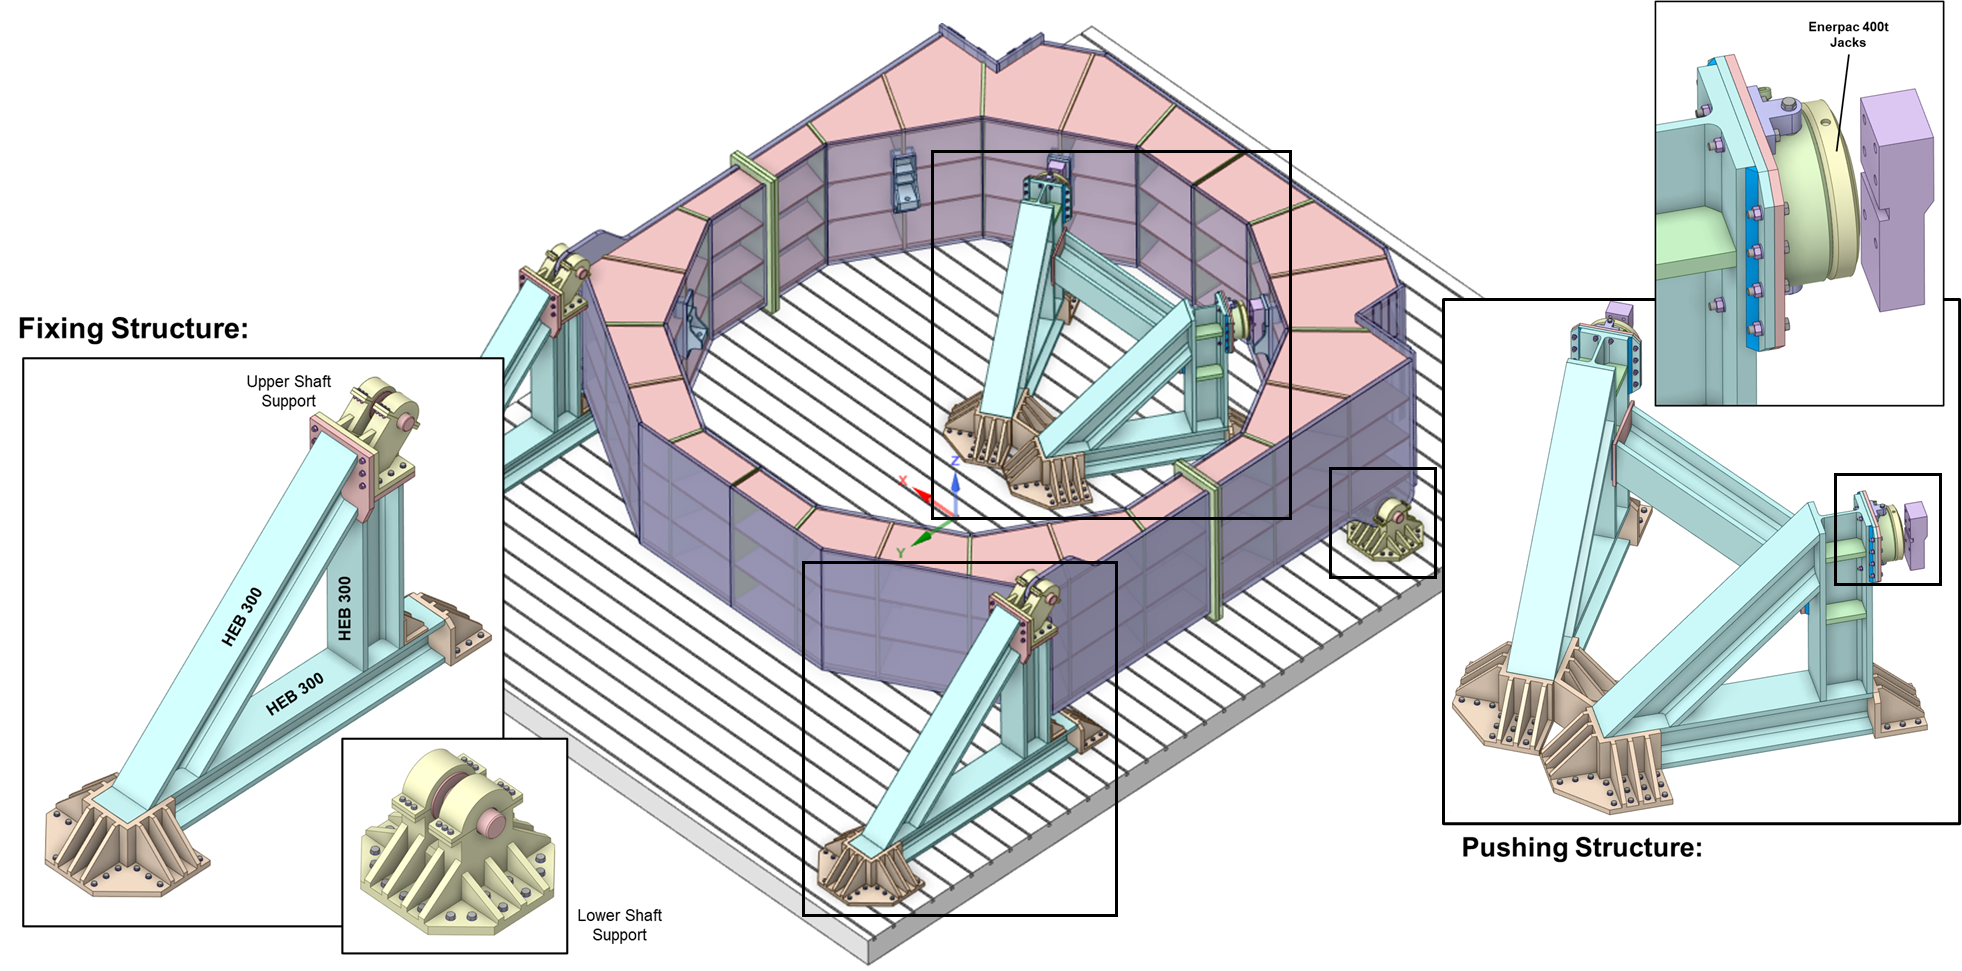 Enerpac 400t
Jacks
Fixing Structure:
Upper Shaft
Support
HEB 300
HEB 300
HEB 300
Lower Shaft
Support
X
Z
Y
Pushing Structure: